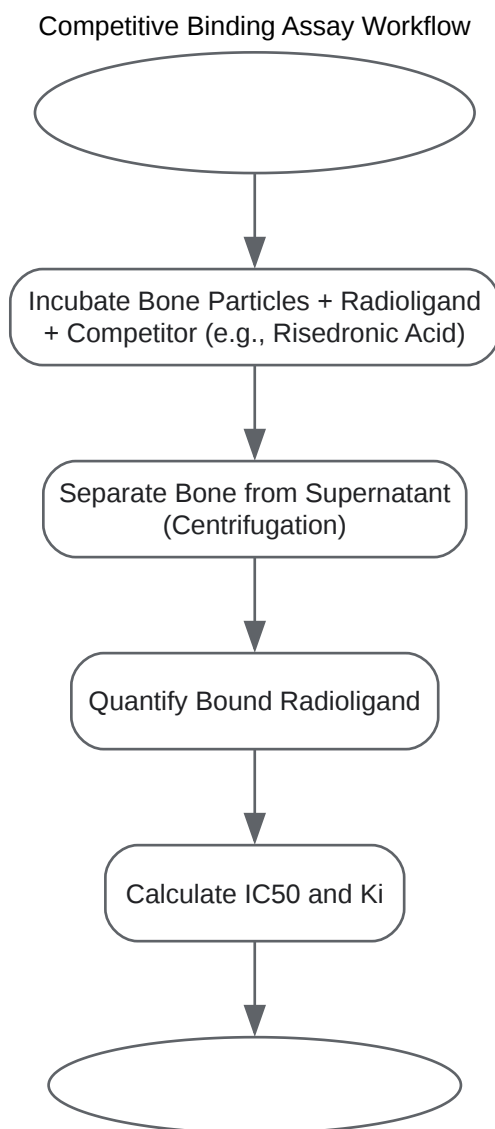 Competitive Binding Assay Workflow
Incubate Bone Particles + Radioligand
+ Competitor (e.g., Risedronic Acid)
Separate Bone from Supernatant
(Centrifugation)
Quantify Bound Radioligand
Calculate IC50 and Ki